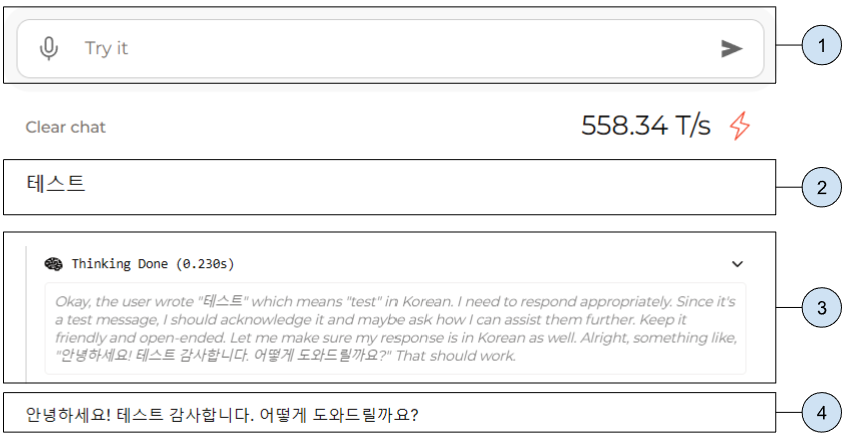 Try it
1
Clear chat 558.34 T/s
테스트
2
Thinking Done (0.230s)
Okay, the user wrote "테스트" which means "test" in Korean. I need to respond appropriately. Since it's
a test message, I should acknowledge it and maybe ask how I can assist them further. Keep it
friendly and open-ended. Let me make sure my response is in Korean as well. Alright, something like,
"안녕하세요! 테스트 감사합니다. 어떻게 도와드릴까요?" That should work.
3
안녕하세요! 테스트 감사합니다. 어떻게 도와드릴까요?
4